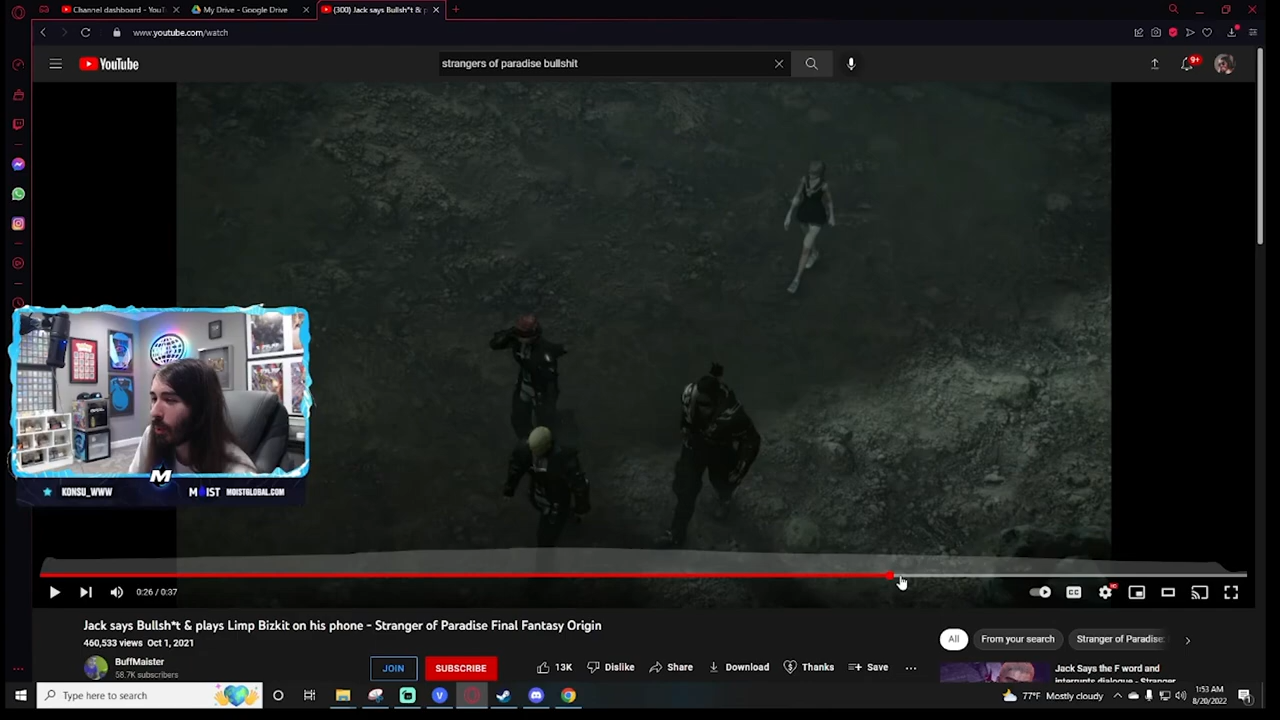 Channel dashboard - YouT
My Drive - Google Drive
(300) Jack says Bullsh*t & p
www.youtube.com/watch
YouTube
strangers of paradise bullshit
9+
KONSU_WWW
M
MOIST
MOISTGLOBAL.COM
0:26 / 0:37
CC
Jack says Bullsh*t & plays Limp Bizkit on his phone - Stranger of Paradise Final Fantasy Origin
460,533 views Oct 1, 2021
BuffMaister
58.7K subscribers
JOIN
SUBSCRIBE
13K
Dislike
Share
Download
Thanks
Save
All
From your search
Stranger of Paradise:
Jack Says the F word and
interrupts dialogue - Stranger
Type here to search
77°F Mostly cloudy
1:53 AM
8/20/2022